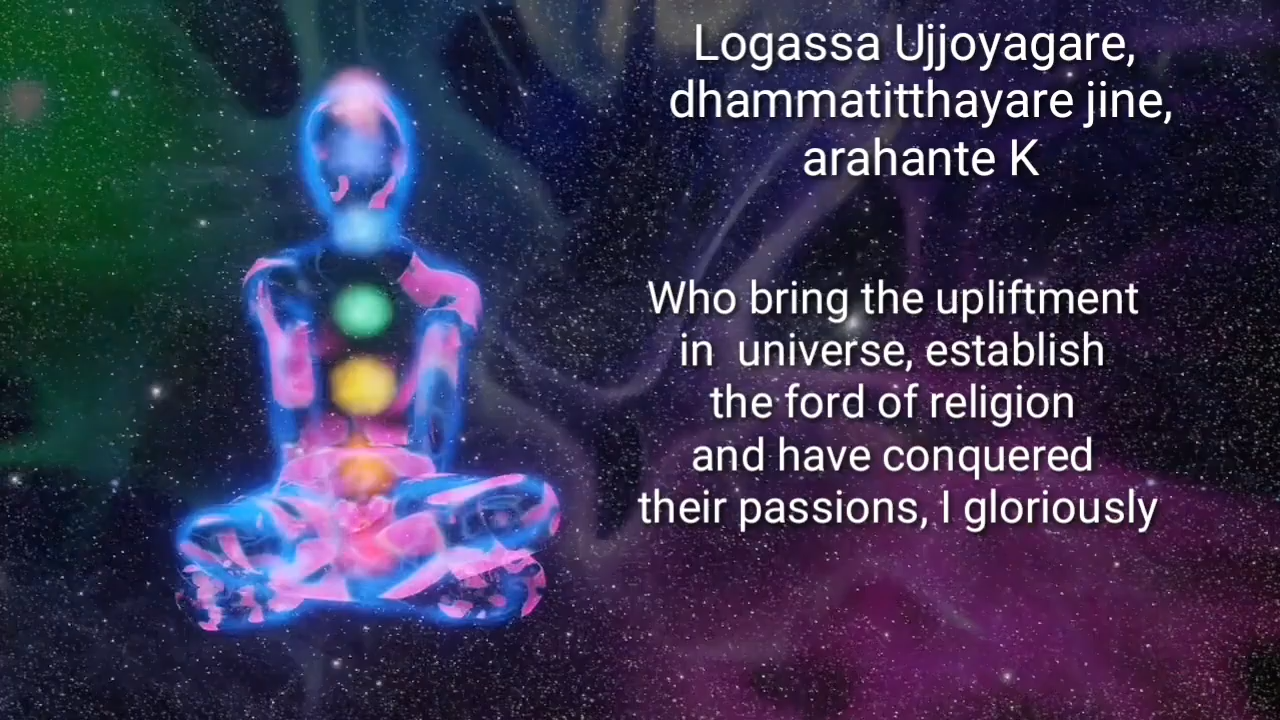 Logassa Ujjoyagare,
dhammatitthayare jine,
arahante K
Who bring the upliftment
in  universe, establish
the ford of religion
and have conquered
their passions, I gloriously